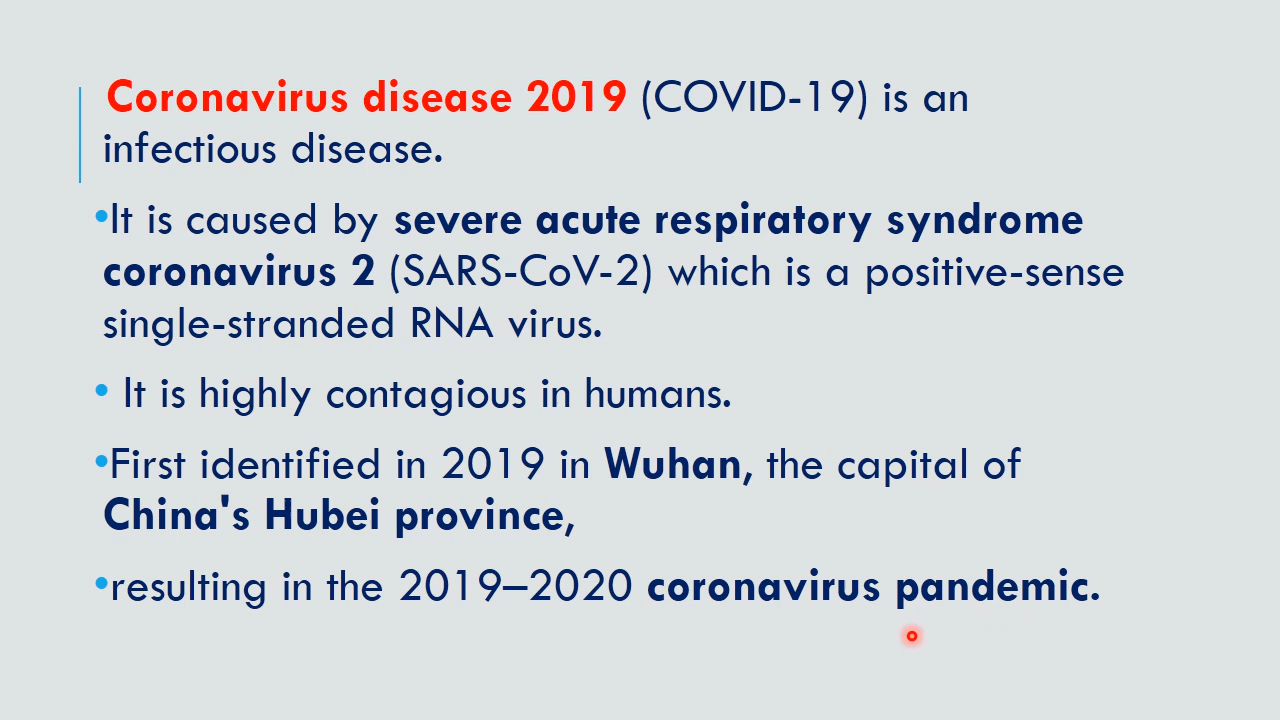 Coronavirus disease 2019 (COVID-19) is an
infectious disease.
•It is caused by severe acute respiratory syndrome
coronavirus 2 (SARS-CoV-2) which is a positive-sense
single-stranded RNA virus.
• It is highly contagious in humans.
•First identified in 2019 in Wuhan, the capital of
China's Hubei province,
•resulting in the 2019–2020 coronavirus pandemic.